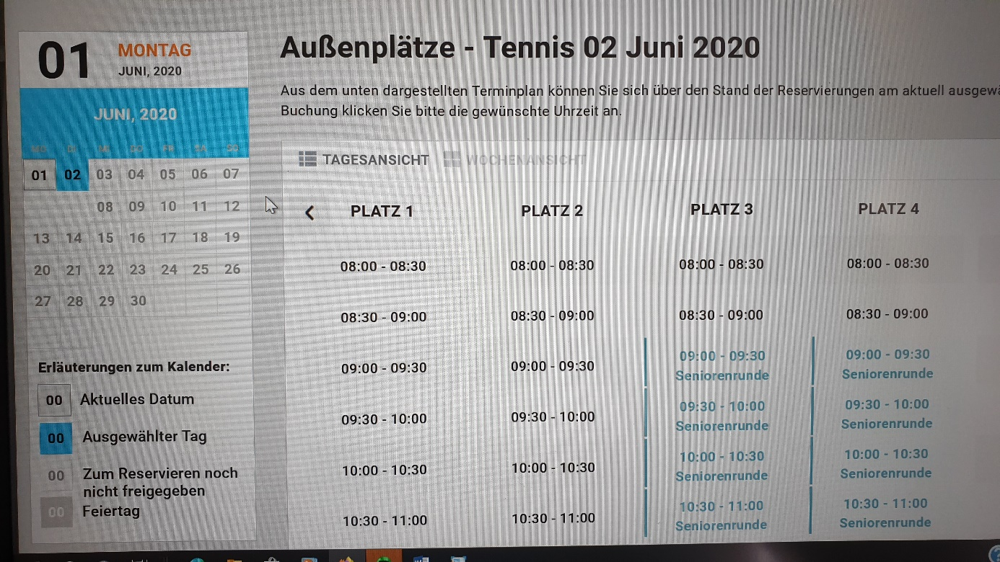 01
MONTAG
JUNI, 2020
JUNI, 2020
MO DI MI DO FR SA SO
01 02 03 04 05 06 07
08 09 10 11 12
13 14 15 16 17 18 19
20 21 22 23 24 25 26
27 28 29 30
Erläuterungen zum Kalender:
00 Aktuelles Datum
00 Ausgewählter Tag
00 Zum Reservieren noch
nicht freigegeben
00 Feiertag
Außenplätze - Tennis 02 Juni 2020
Aus dem unten dargestellten Terminplan können Sie sich über den Stand der Reservierungen am aktuell
Buchung klicken Sie bitte die gewünschte Uhrzeit an.
TAGESANSICHT WOCHENANSICHT
PLATZ 1 PLATZ 2 PLATZ 3 PLATZ 4
08:00 - 08:30 08:00 - 08:30 08:00 - 08:30 08:00 - 08:30
08:30 - 09:00 08:30 - 09:00 08:30 - 09:00 08:30 - 09:00
09:00 - 09:30 09:00 - 09:30 09:00 - 09:30 09:00 - 09:30
Seniorenrunde Seniorenrunde
09:30 - 10:00 09:30 - 10:00 09:30 - 10:00 09:30 - 10:00
Seniorenrunde Seniorenrunde
10:00 - 10:30 10:00 - 10:30 10:00 - 10:30 10:00 - 10:30
Seniorenrunde Seniorenrunde
10:30 - 11:00 10:30 - 11:00 10:30 - 11:00 10:30 - 11:00
Seniorenrunde Seniorenrunde